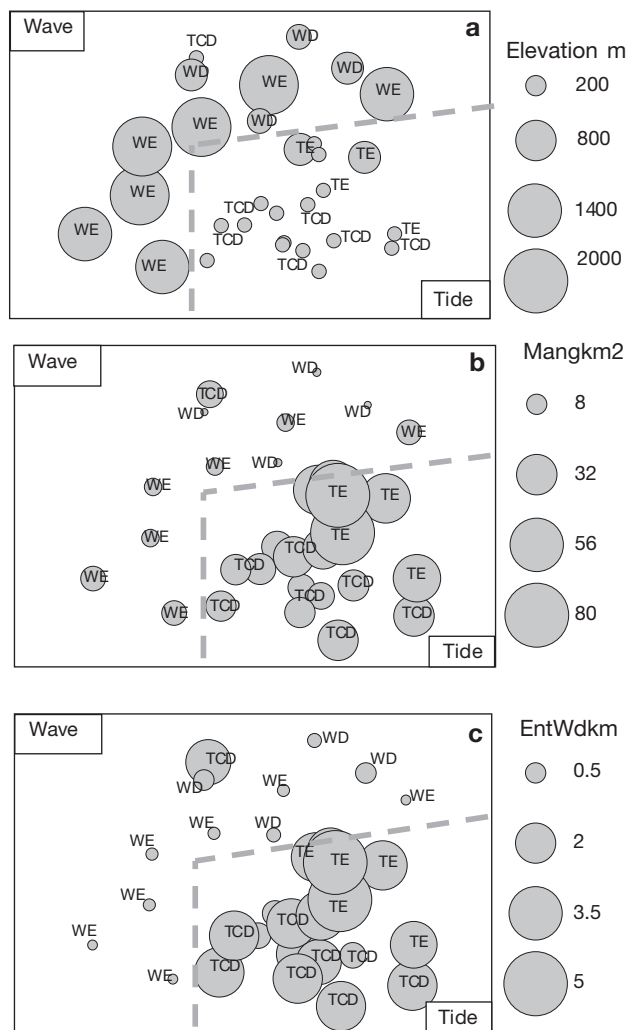 Wave
a
Elevation m
TCD
WD
WD
WD
WE
WE
WE
WD
WE
TE
TE
WE
TE
TCD
TCD
TCD
TE
WE
TCD
TCD
TCD
WE
Tide
200
800
1400
2000
Wave
b
Mangkm2
WD
TCD
WD
WD
WE
WE
WE
WD
WE
TE
TE
TE
WE
TCD
TCD
TCD
TE
WE
TCD
TCD
WE
TCD
TCD
Tide
8
32
56
80
Wave
c
EntWdkm
WD
TCD
WD
WD
WE
WE
WE
WD
WE
TE
TE
TE
WE
TE
TCD
TCD
WE
TE
TCD
TCD
WE
TCD
TCD
TCD
TCD
Tide
0.5
2
3.5
5